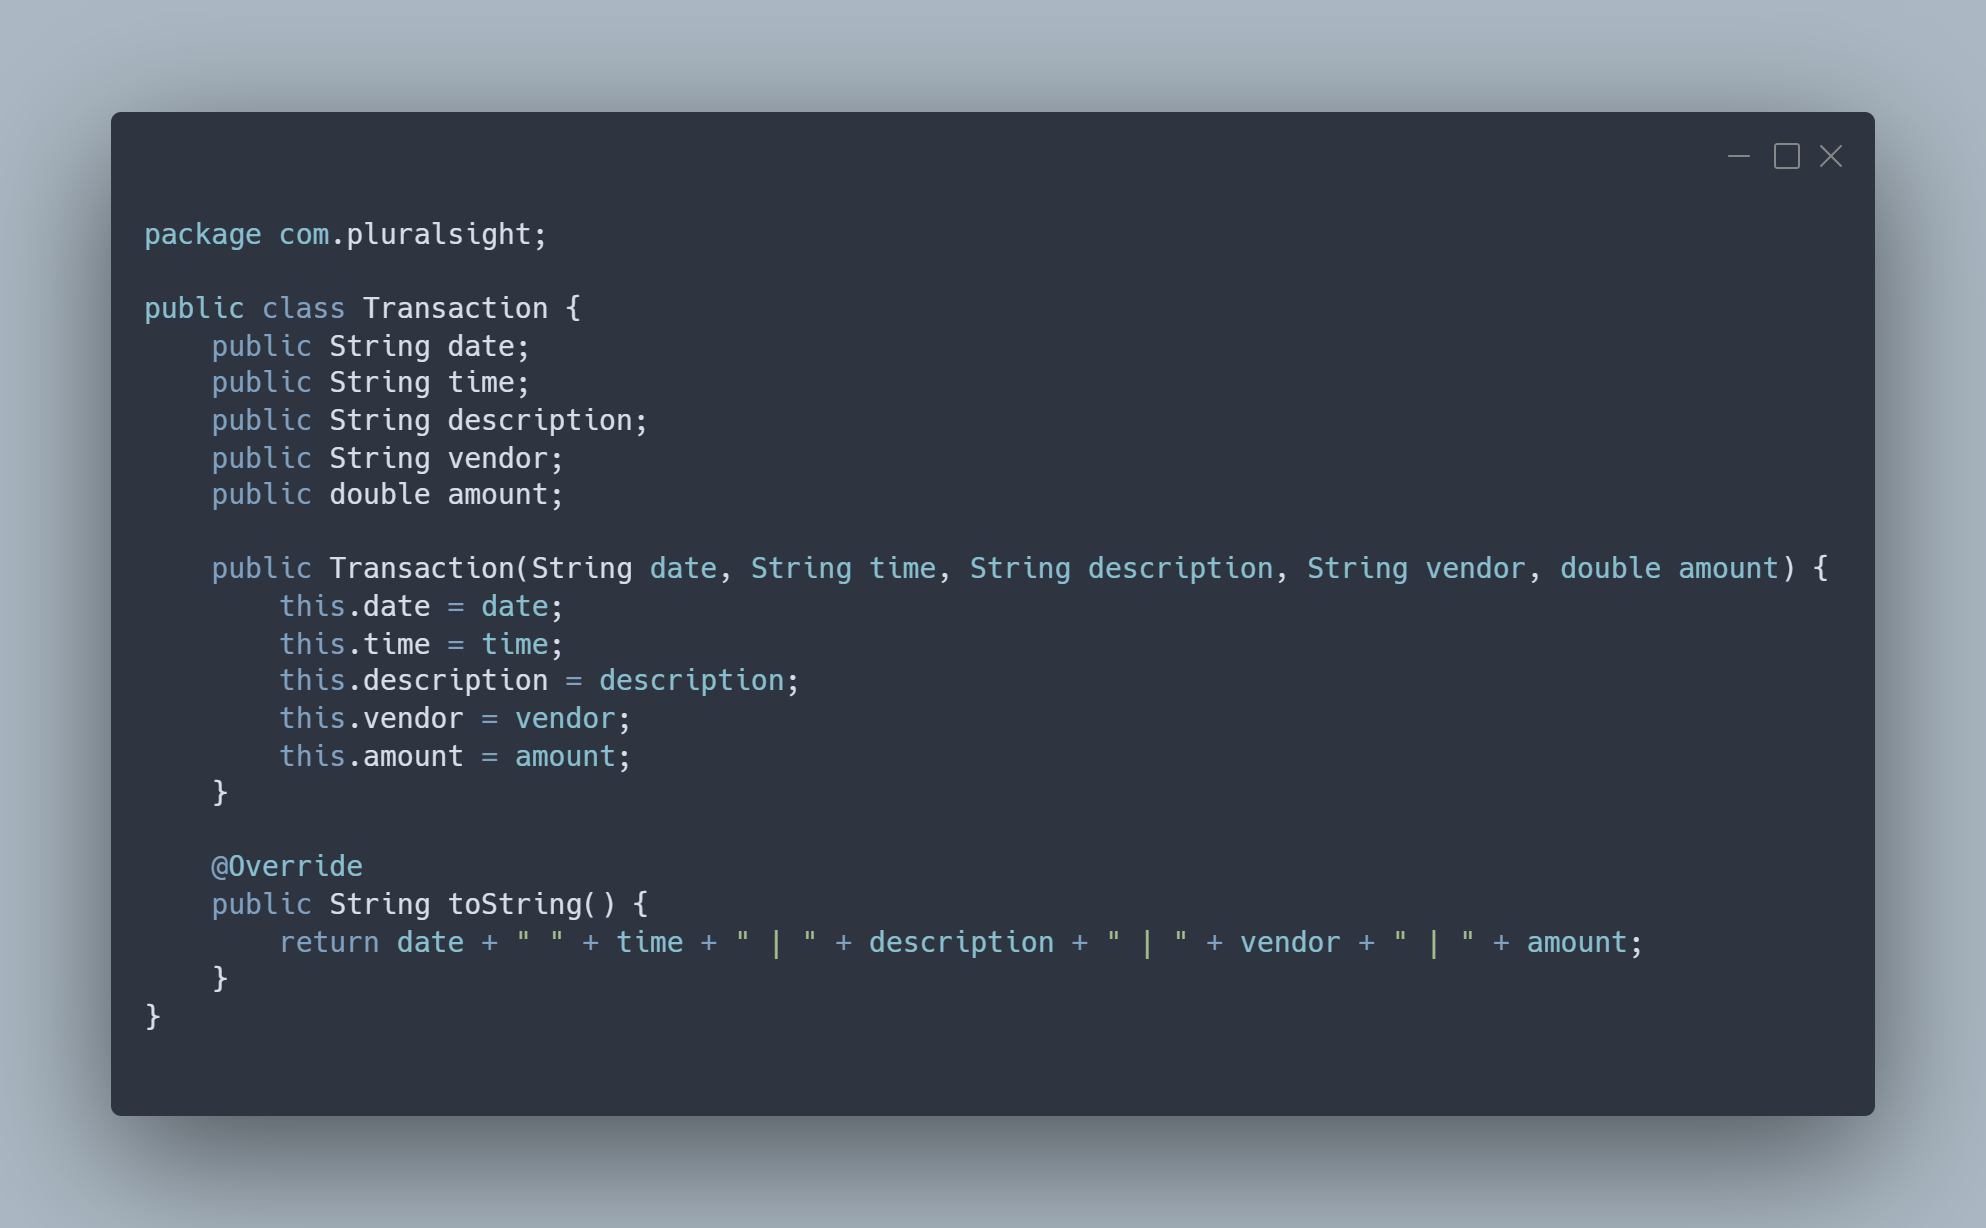 package com.pluralsight;

public class Transaction {
    public String date;
    public String time;
    public String description;
    public String vendor;
    public double amount;

    public Transaction(String date, String time, String description, String vendor, double amount) {
        this.date = date;
        this.time = time;
        this.description = description;
        this.vendor = vendor;
        this.amount = amount;
    }

    @Override
    public String toString() {
        return date + " " + time + " | " + description + " | " + vendor + " | " + amount;
    }
}